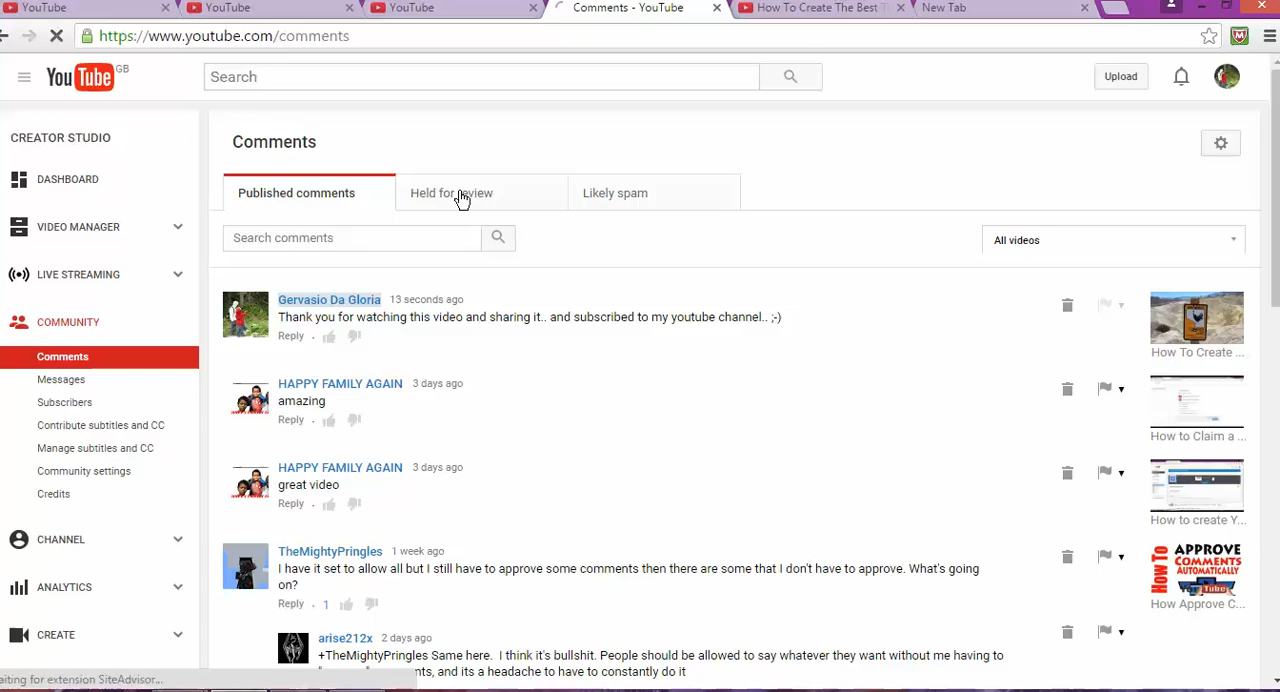 YouTube
YouTube
YouTube
Comments - YouTube
How To Create The Best
New Tab
https://www.youtube.com/comments
YouTube GB
Search
Upload
CREATOR STUDIO
DASHBOARD
VIDEO MANAGER
LIVE STREAMING
COMMUNITY
Comments
Messages
Subscribers
Contribute subtitles and CC
Manage subtitles and CC
Community settings
Credits
CHANNEL
ANALYTICS
CREATE
Comments
Published comments
Held for review
Likely spam
Search comments
All videos
Gervasio Da Gloria 13 seconds ago
Thank you for watching this video and sharing it.. and subscribed to my youtube channel.. ;-)
Reply
How To Create ...
HAPPY FAMILY AGAIN 3 days ago
amazing
Reply
How to Claim a ...
HAPPY FAMILY AGAIN 3 days ago
great video
Reply
How to create Y...
TheMightyPringles 1 week ago
I have it set to allow all but I still have to approve some comments then there are some that I don't have to approve. What's going
on?
Reply . 1
HOW TO APPROVE COMMENTS AUTOMATICALLY YouTube
How Approve C...
arise212x 2 days ago
+TheMightyPringles Same here. I think it's bullshit. People should be allowed to say whatever they want without me having to
and its a headache to have to constantly do it
aiting for extension SiteAdvisor...